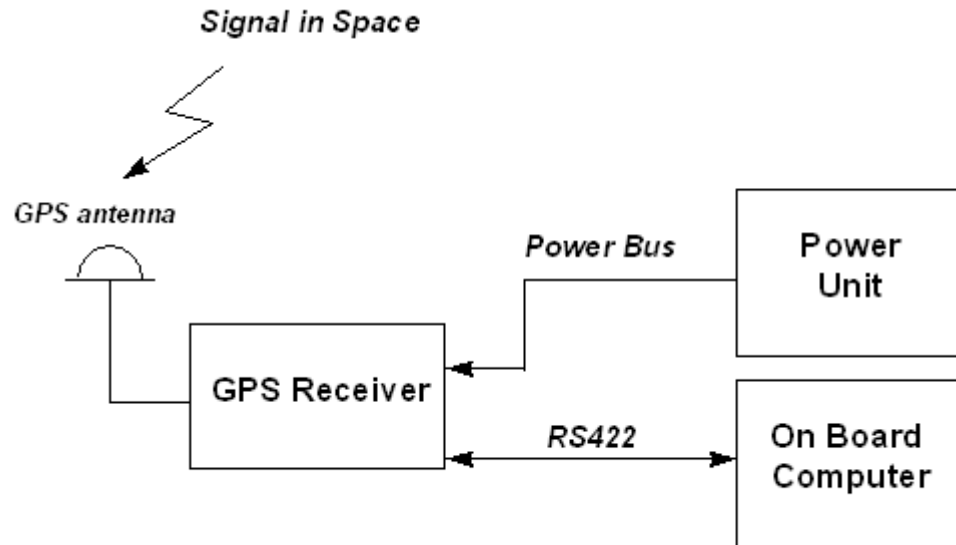 Signal in Space
GPS antenna
Power Bus
Power
Unit
GPS Receiver
RS422
On Board
Computer